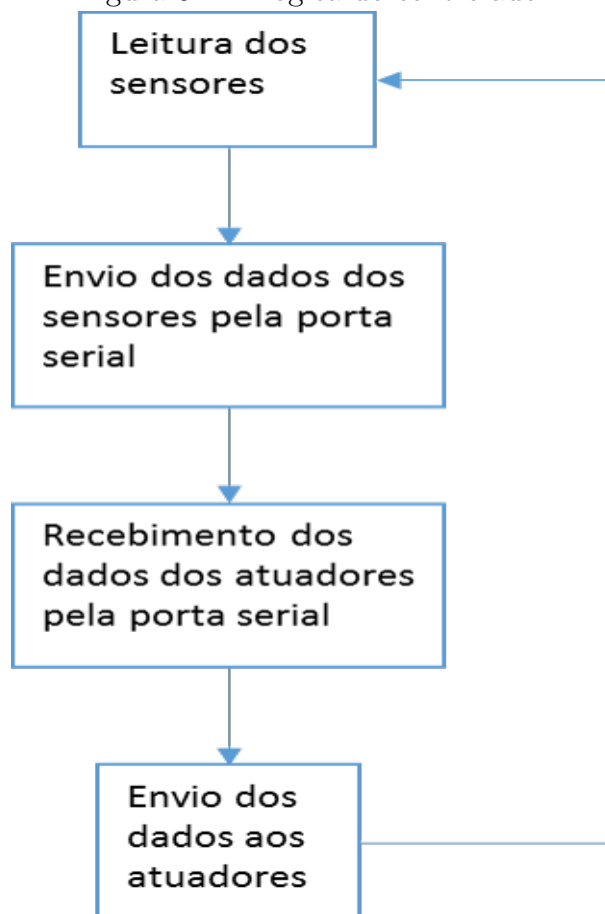 Leitura dos
sensores
Envio dos dados dos
sensores pela porta
serial
Recebimento dos
dados dos atuadores
pela porta serial
Envio dos
dados aos
atuadores